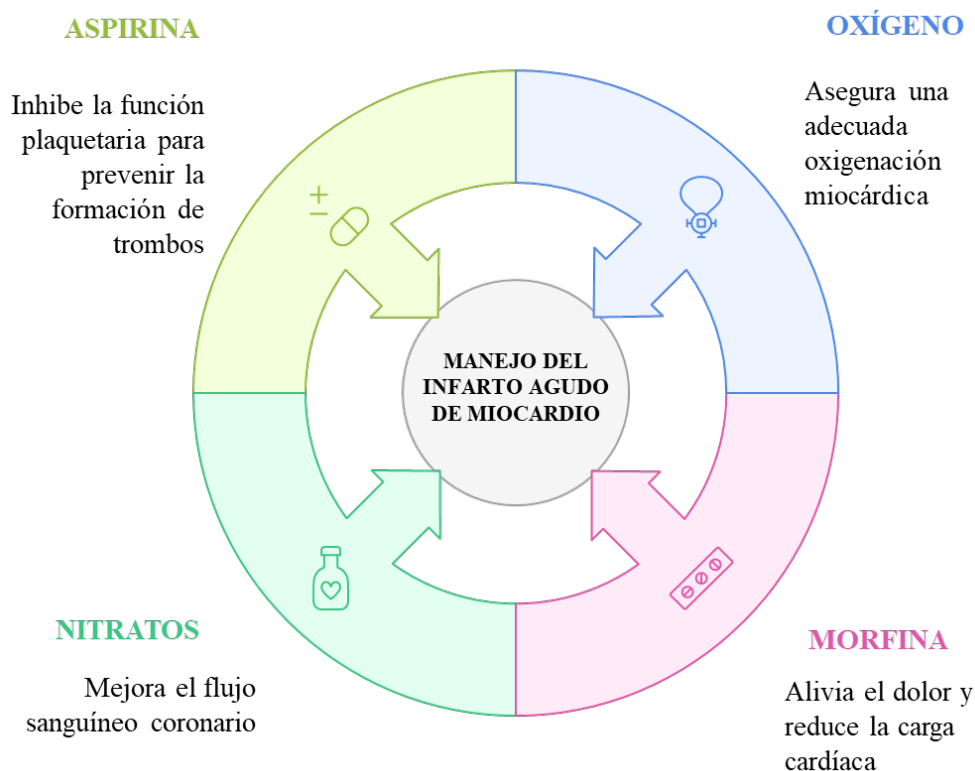 ASPIRINA
Inhibe la función
plaquetaria para
prevenir la
formación de
trombos
OXÍGENO
Asegura una
adecuada
oxigenación
miocárdica
MANEJO DEL
INFARTO AGUDO
DE MIOCARDIO
NITRATOS
Mejora el flujo
sanguíneo coronario
MORFINA
Alivia el dolor y
reduce la carga
cardíaca